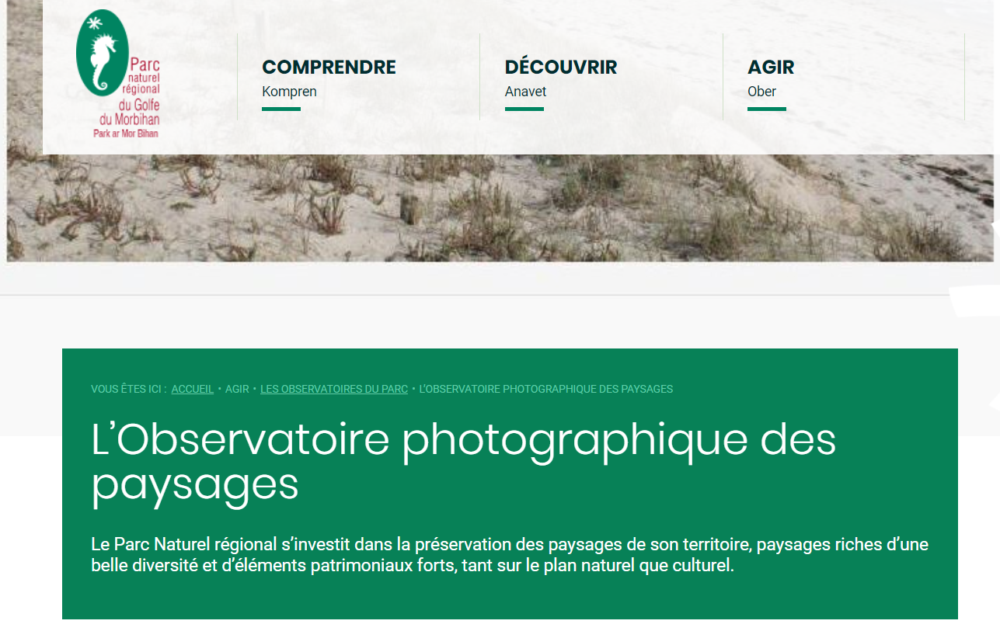 Parc
naturel
régional
du Golfe
du Morbihan
Park ar Mor Bihan
COMPRENDRE
Kompren
DÉCOUVRIR
Anavet
AGIR
Ober
VOUS ÊTES ICI : ACCUEIL • AGIR • LES OBSERVATOIRES DU PARC • L'OBSERVATOIRE PHOTOGRAPHIQUE DES PAYSAGES
L’Observatoire photographique des
paysages
Le Parc Naturel régional s’investit dans la préservation des paysages de son territoire, paysages riches d’une
belle diversité et d’éléments patrimoniaux forts, tant sur le plan naturel que culturel.